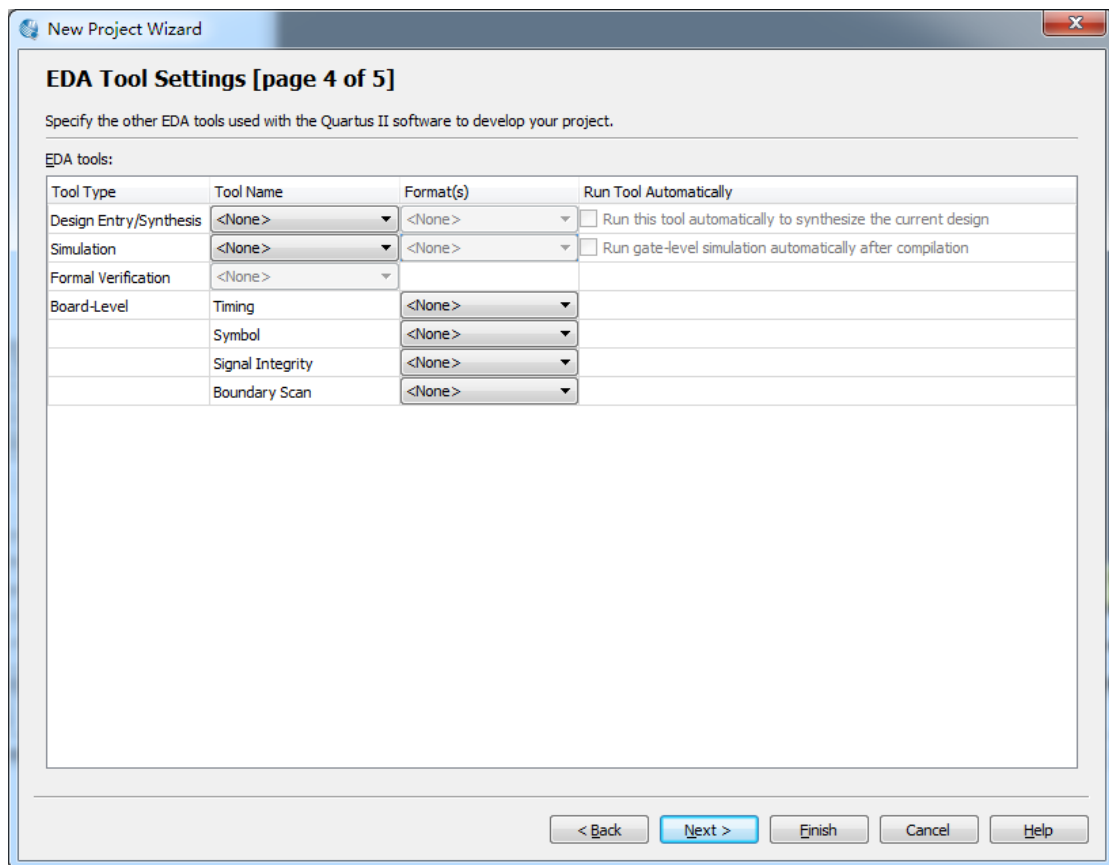 New Project Wizard
EDA Tool Settings [page 4 of 5]
Specify the other EDA tools used with the Quartus II software to develop your project.
EDA tools:
Tool Type Tool Name Format(s) Run Tool Automatically
Design Entry/Synthesis <None> <None> Run this tool automatically to synthesize the current design
Simulation <None> <None> Run gate-level simulation automatically after compilation
Formal Verification <None>
Board-Level Timing <None>
Symbol <None>
Signal Integrity <None>
Boundary Scan <None>
< Back Next > Finish Cancel Help